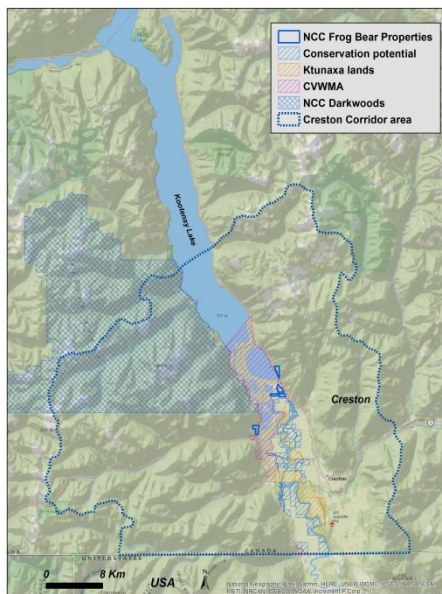 NCC Frog Bear Properties
Conservation potential
Ktunaxa lands
CVWMA
NCC Darkwoods
Creston Corridor area
Kootenay Lake
Creston
Creston
CANADA
UNITED STATES
0 8 Km
USA
N
National Geographic, Esri, Garmin, HERE, UNEP-WCMC, USGS, NASA, ESA,
METI, NRCAN, GEBCO, NOAA, increment P Corp.